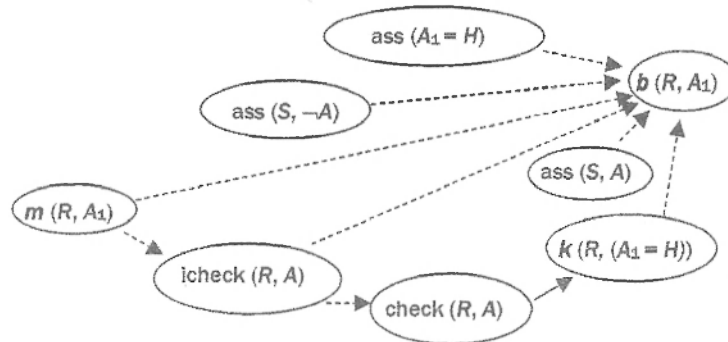 ass (A₁ = H)
b (R, A₁)
ass (S, ¬A)
ass (S, A)
m (R, A₁)
k (R, (A₁ = H))
icheck (R, A)
check (R, A)